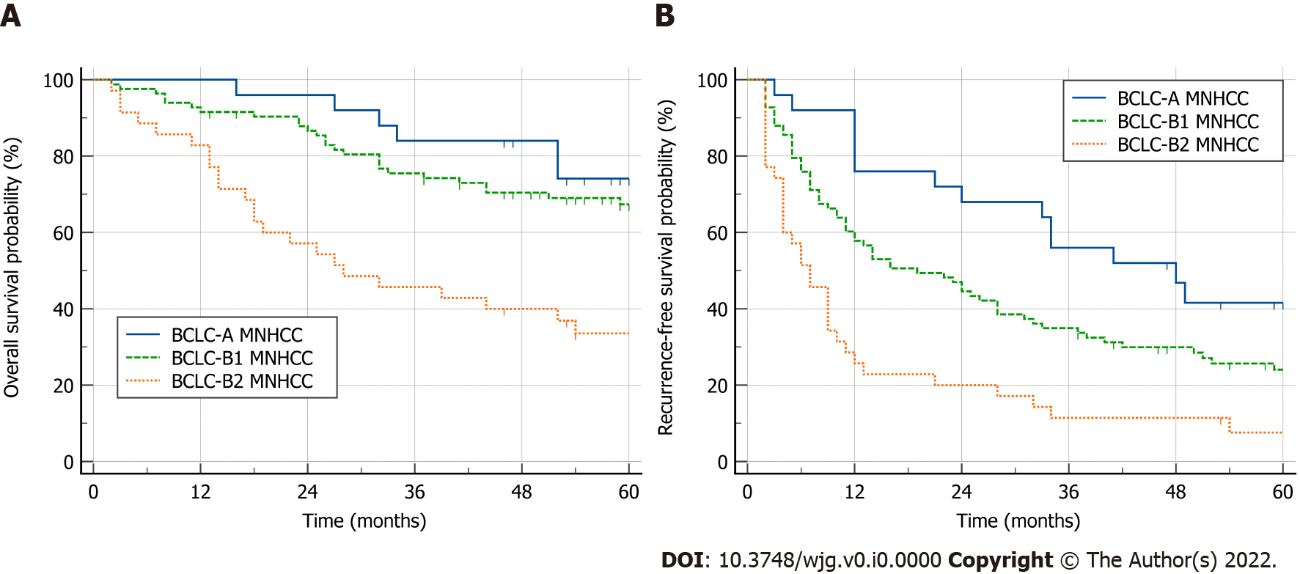 A
Overall survival probability (%)
100
80
60
40
20
0
BCLC-A MNHCC
BCLC-B1 MNHCC
BCLC-B2 MNHCC
0 12 24 36 48 60
Time (months)
B
Recurrence-free survival probability (%)
100
80
60
40
20
0
BCLC-A MNHCC
BCLC-B1 MNHCC
BCLC-B2 MNHCC
0 12 24 36 48 60
Time (months)
DOI: 10.3748/wjg.v0.i0.0000 Copyright © The Author(s) 2022.